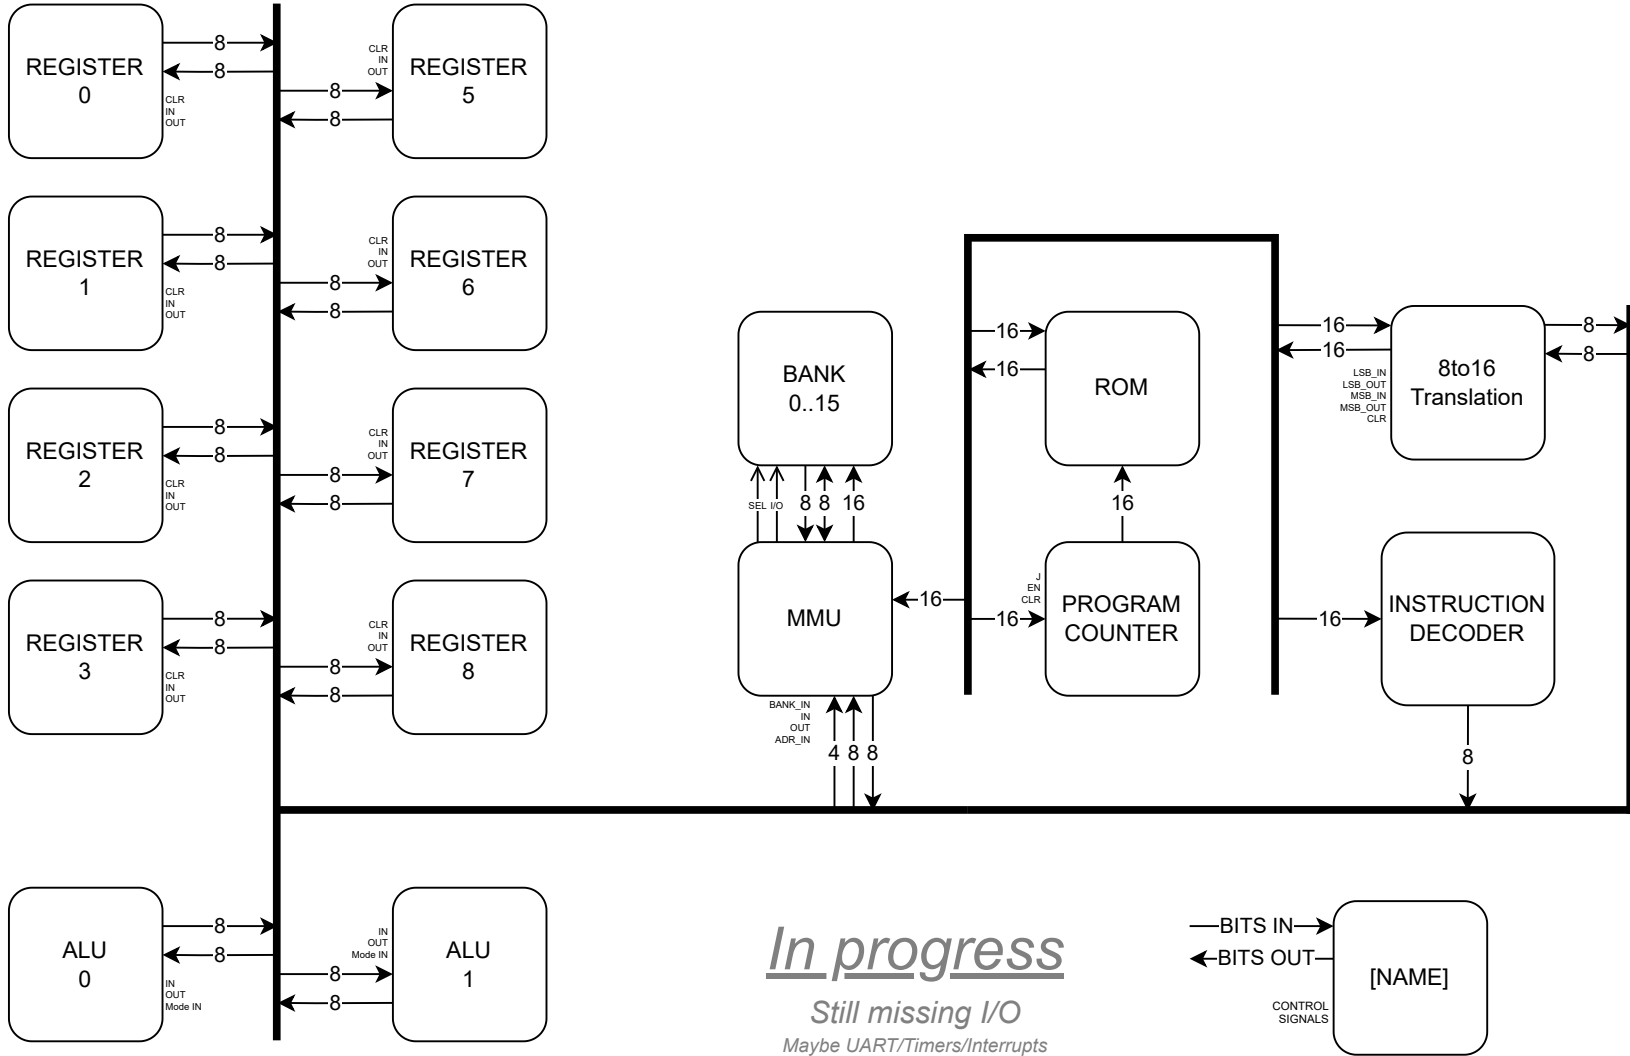 REGISTER
0
8
8
CLR
IN
OUT
CLR
IN
OUT
8
8
REGISTER
5
REGISTER
1
8
8
CLR
IN
OUT
CLR
IN
OUT
8
8
REGISTER
6
REGISTER
2
8
8
CLR
IN
OUT
CLR
IN
OUT
8
8
REGISTER
7
REGISTER
3
8
8
CLR
IN
OUT
CLR
IN
OUT
8
8
REGISTER
8
BANK
0..15
SEL I/O 8 8 16
MMU
16
BANK_IN
IN
OUT
ADR_IN
4 8 8
16
16
ROM
16
J
EN
CLR
16
PROGRAM
COUNTER
16
16
LSB_IN
LSB_OUT
MSB_IN
MSB_OUT
CLR
8to16
Translation
8
8
16
INSTRUCTION
DECODER
8
ALU
0
8
8
IN
OUT
Mode IN
IN
OUT
Mode IN
8
8
ALU
1
In progress
Still missing I/O
Maybe UART/Timers/Interrupts
BITS IN
BITS OUT
CONTROL
SIGNALS
[NAME]